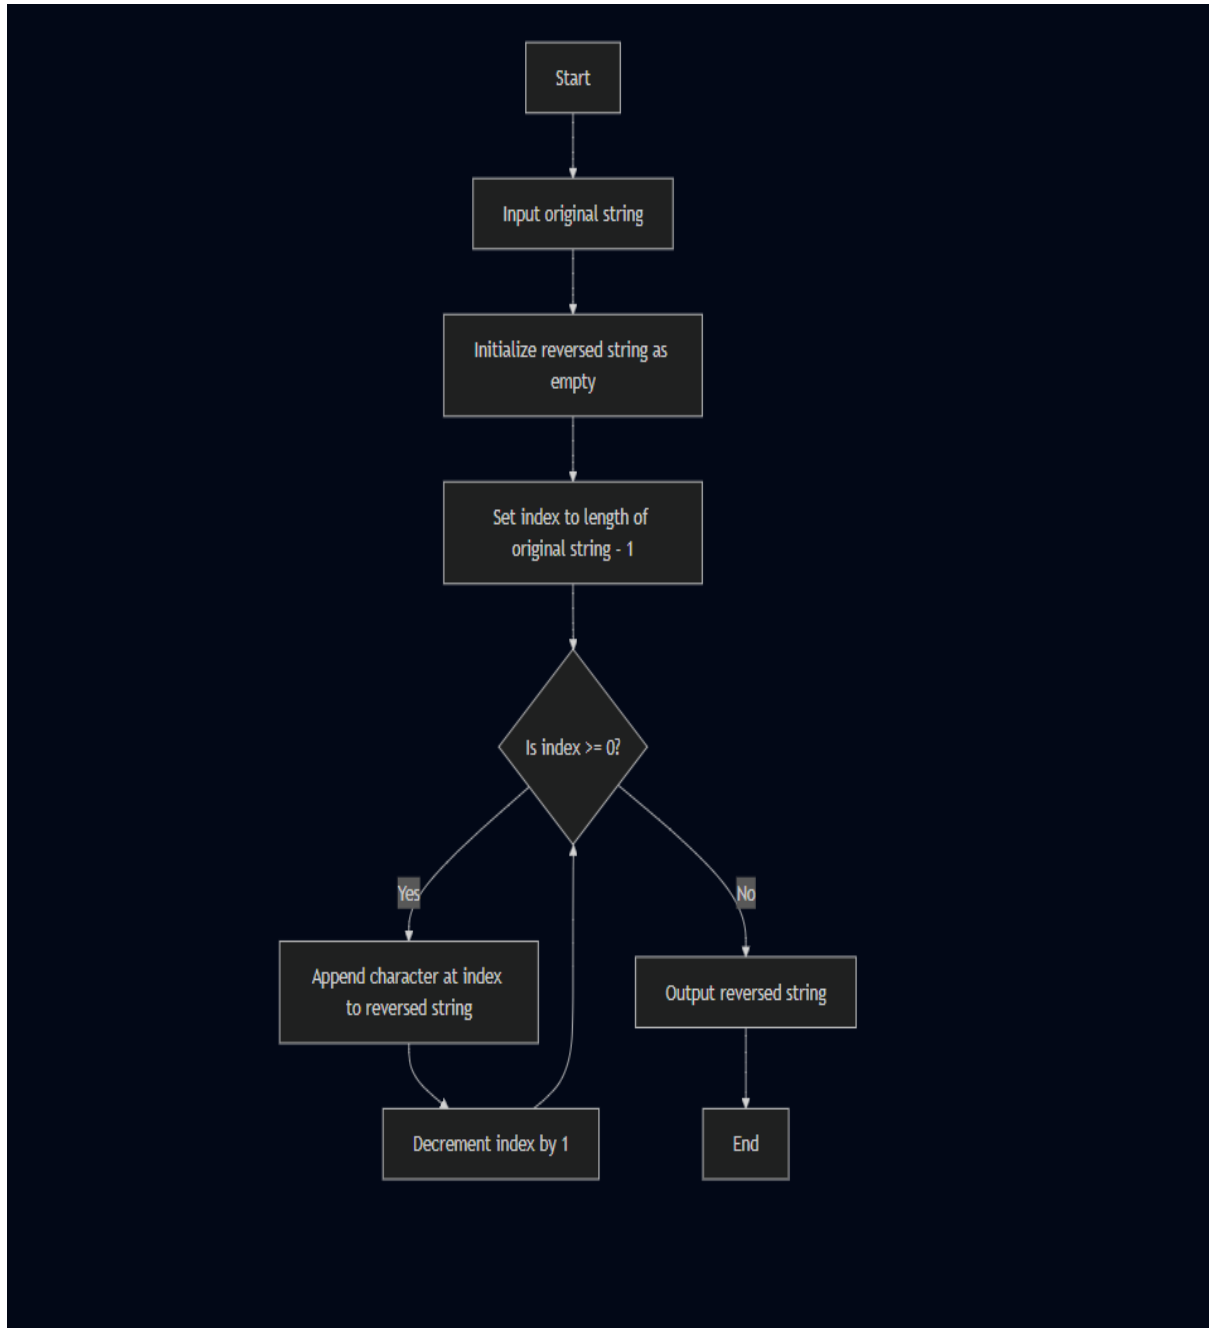 Start
Input original string
Initialize reversed string as
empty
Set index to length of
original string - 1
Is index >= 0?
Yes
No
Append character at index
to reversed string
Output reversed string
Decrement index by 1
End